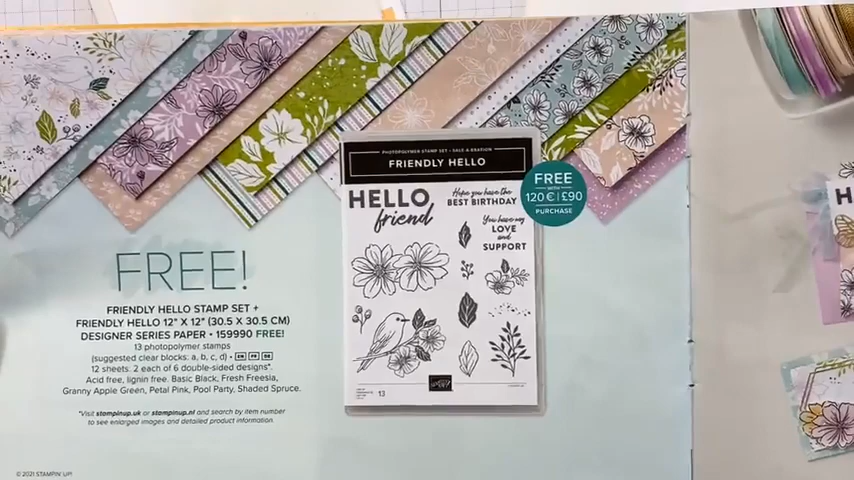 PHOTOPOLYMER STAMP SET • SALE-A-BRATION
FRIENDLY HELLO
FREE
WITH
120 € | £90
PURCHASE
HELLO
friend
Hope you have the
BEST BIRTHDAY
You have my
LOVE
and
SUPPORT
13
FREE!
FRIENDLY HELLO STAMP SET +
FRIENDLY HELLO 12" X 12" (30.5 X 30.5 CM)
DESIGNER SERIES PAPER • 159990 FREE!
13 photopolymer stamps
(suggested clear blocks: a, b, c, d) •
12 sheets: 2 each of 6 double-sided designs*.
Acid free, lignin free. Basic Black, Fresh Freesia,
Granny Apple Green, Petal Pink, Pool Party, Shaded Spruce.
*Visit stampinup.uk or stampinup.nl and search by item number
to see enlarged images and detailed product information.
© 2021 STAMPIN' UP!
H